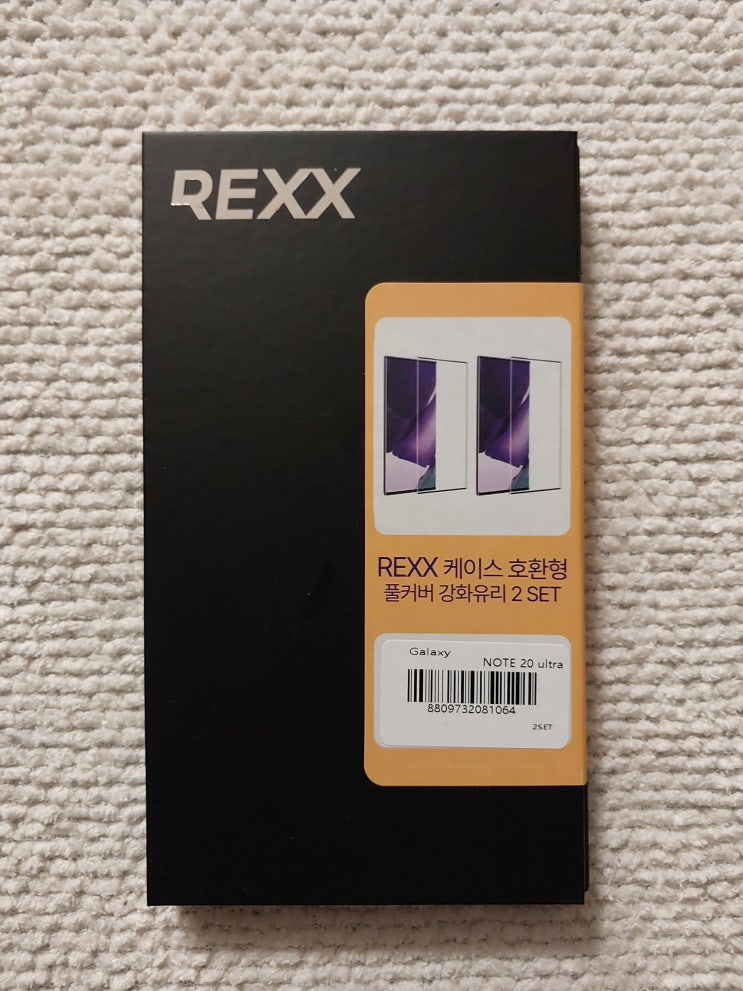 REXX
REXX 케이스 호환형
풀커버 강화유리 2 SET
Galaxy
NOTE 20 ultra
8809732081064
2SET